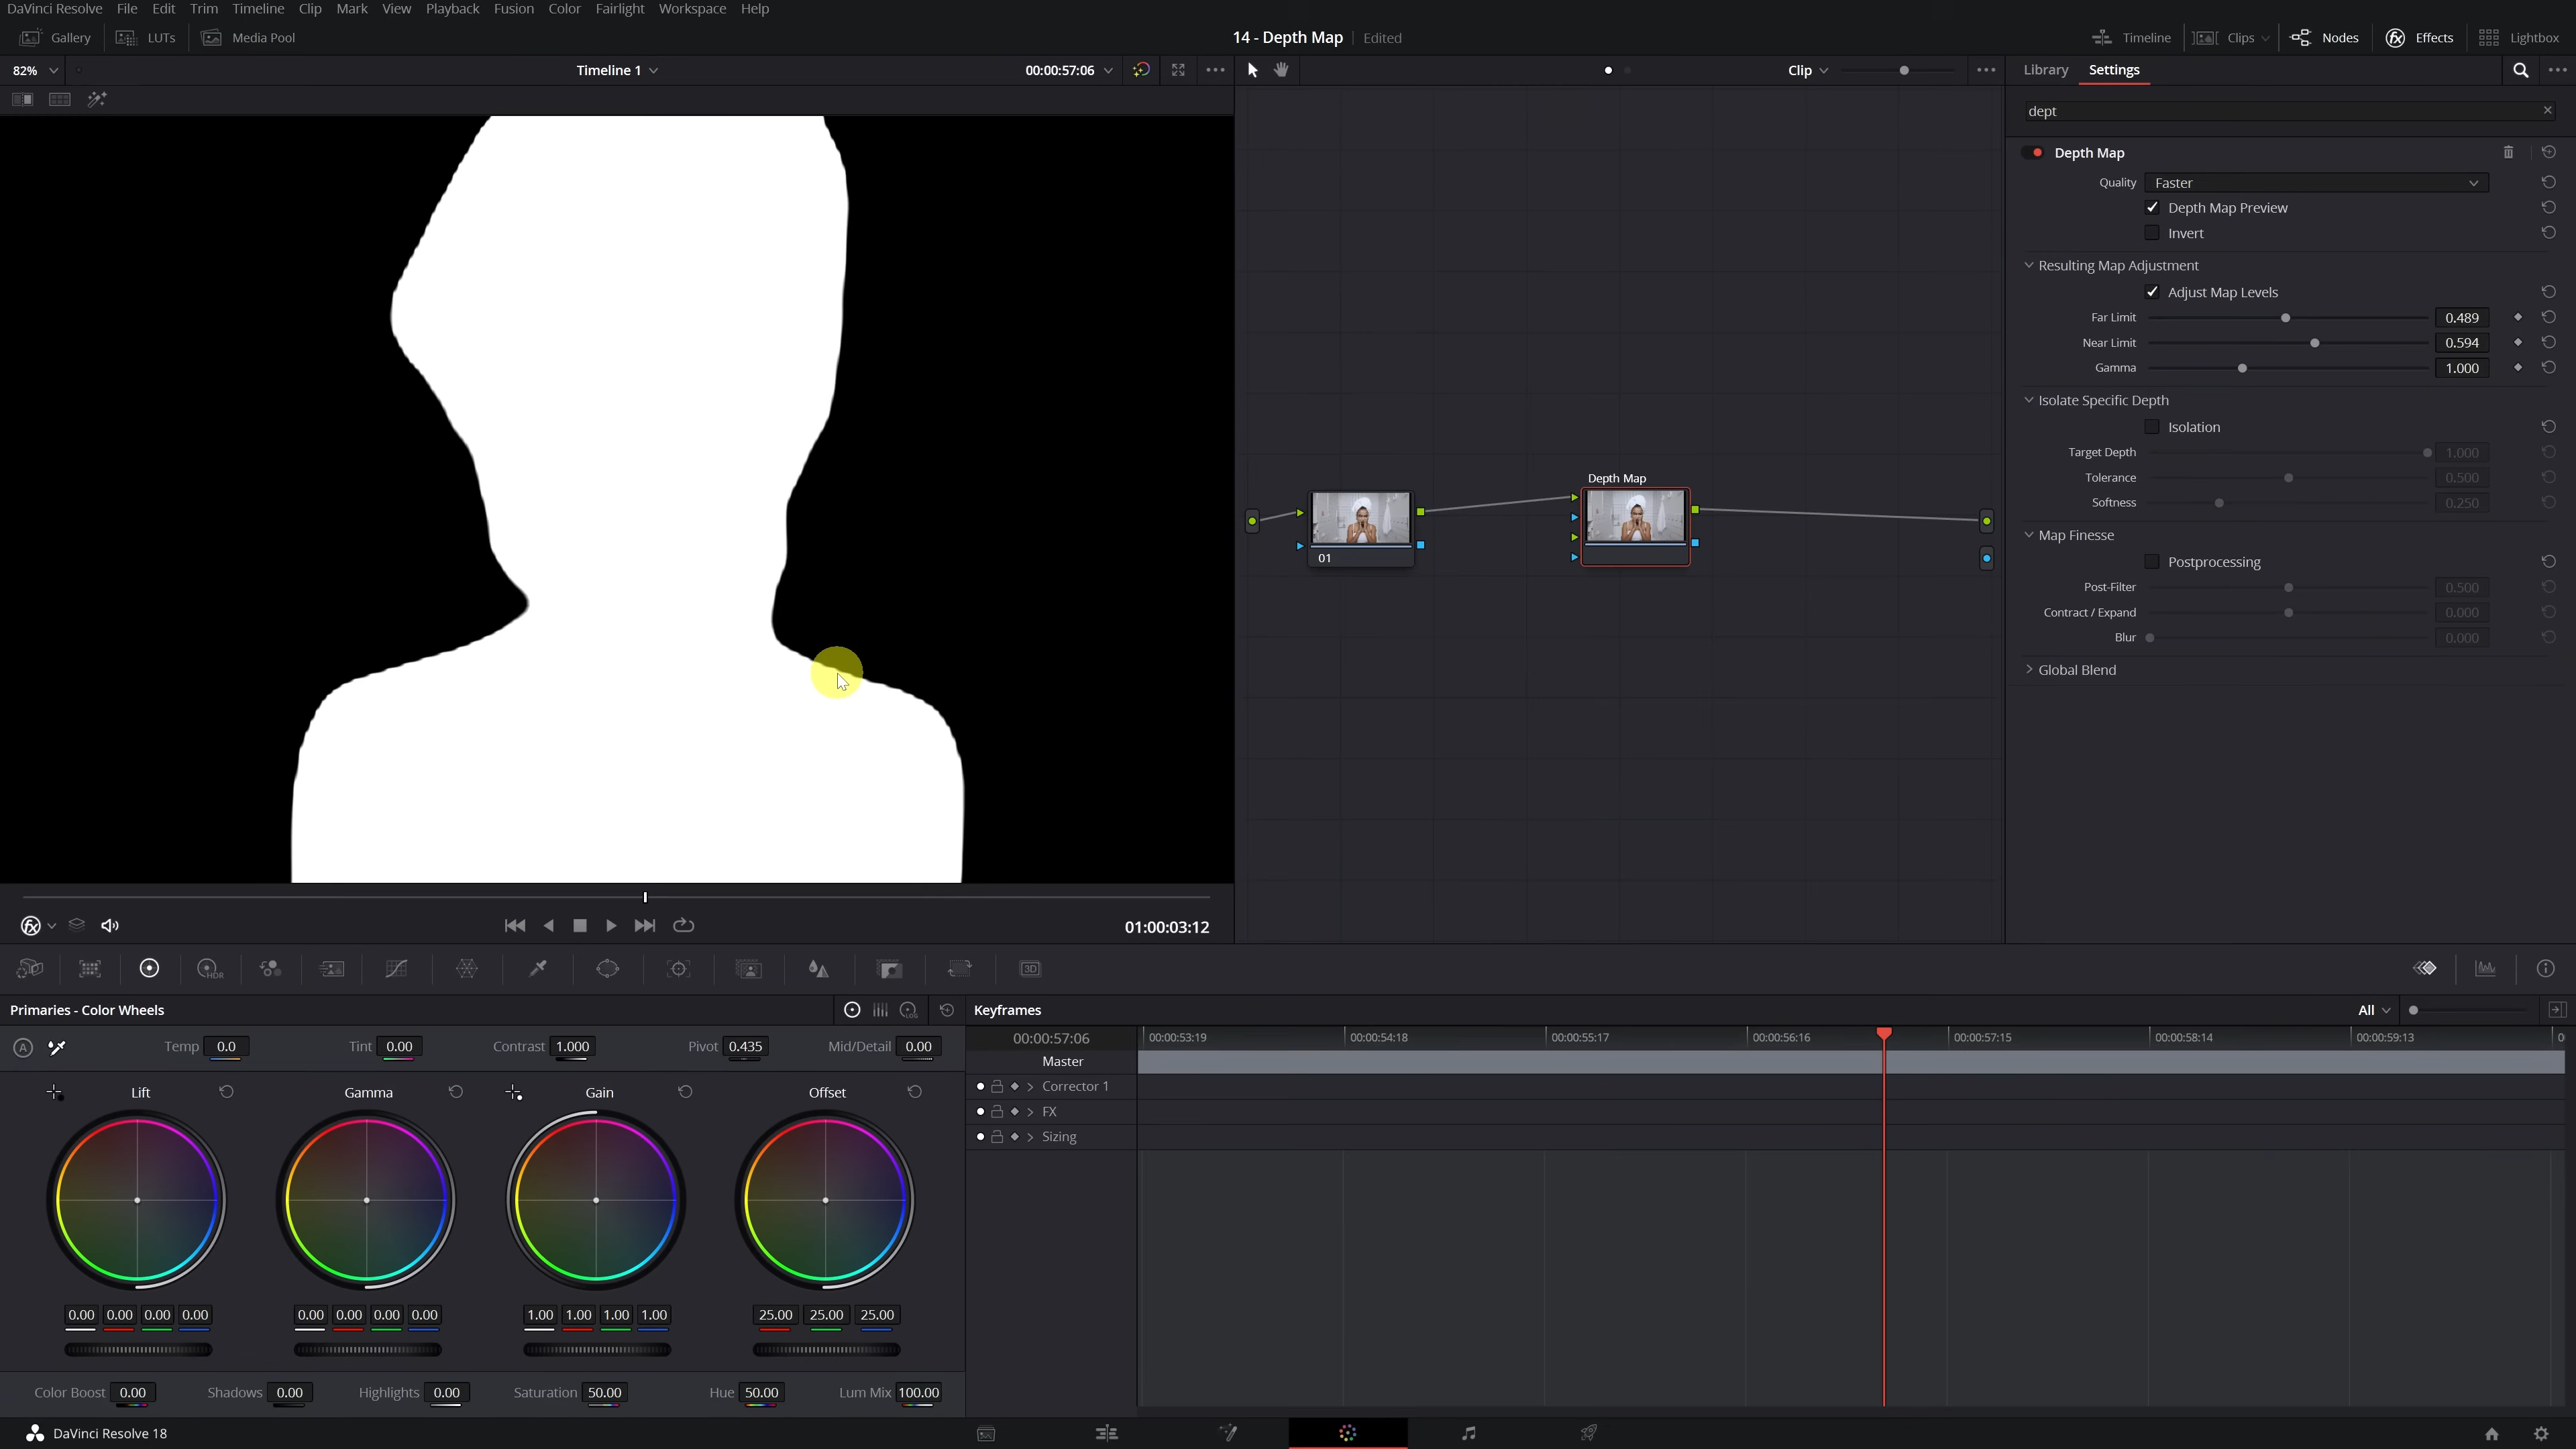 DaVinci Resolve File Edit Trim Timeline Clip Mark View Playback Fusion Color Fairlight Workspace Help
Gallery LUTs Media Pool 14 - Depth Map Edited Timeline Clips Nodes Effects Lightbox
82% Timeline 1 00:00:57:06 Clip Library Settings
dept
Depth Map
Quality Faster
Depth Map Preview
Invert
Resulting Map Adjustment
Adjust Map Levels
Far Limit 0.489
Near Limit 0.594
Gamma 1.000
Isolate Specific Depth
Isolation
Target Depth 1.000
Tolerance 0.500
Softness 0.250
Map Finesse
Postprocessing
Post-Filter 0.500
Contract / Expand 0.000
Blur 0.000
Global Blend
Depth Map
01
01:00:03:12
HDR
3D
Primaries - Color Wheels
LOG
Keyframes All
A Temp 0.0 Tint 0.00 Contrast 1.000 Pivot 0.435 Mid/Detail 0.00
00:00:57:06 00:00:53:19 00:00:54:18 00:00:55:17 00:00:56:16 00:00:57:15 00:00:58:14 00:00:59:13 0
Master
Corrector 1
FX
Sizing
Lift Gamma Gain Offset
0.00 0.00 0.00 0.00 0.00 0.00 0.00 0.00 1.00 1.00 1.00 1.00 25.00 25.00 25.00
Color Boost 0.00 Shadows 0.00 Highlights 0.00 Saturation 50.00 Hue 50.00 Lum Mix 100.00
DaVinci Resolve 18